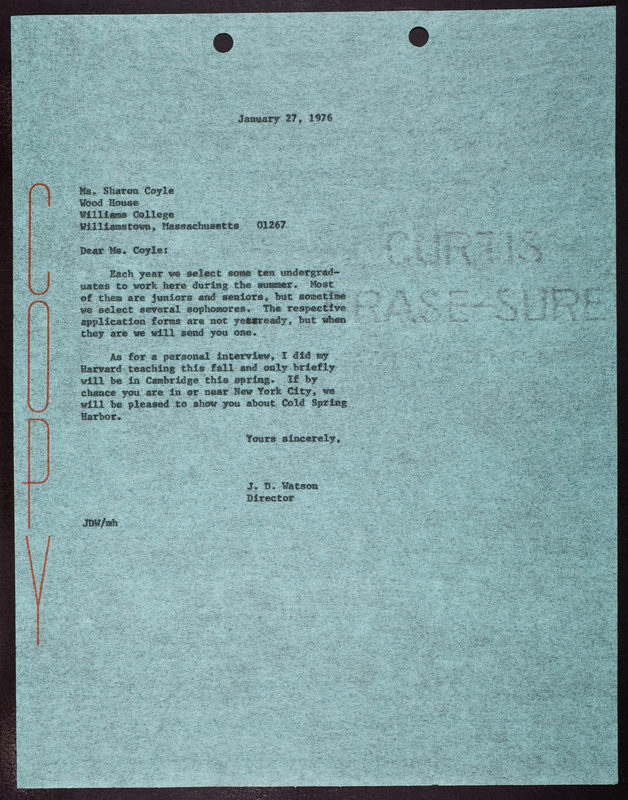 January 27, 1976
Ms. Sharon Coyle
Wood House
Williams College
Williamstown, Massachusetts 01267
Dear Ms. Coyle:
Each year we select some ten undergrad-
uates to work here during the summer. Most
of them are juniors and seniors, but sometime
we select several sophomores. The respective
application forms are not ready, but when
they are we will send you one.
As for a personal interview, I did my
Harvard teaching this fall and only briefly
will be in Cambridge this spring. If by
chance you are in or near New York City, we
will be pleased to show you about Cold Spring
Harbor.
Yours sincerely,
J. D. Watson
Director
JDW/mh
COPY
CURTIS
RASE-SURE